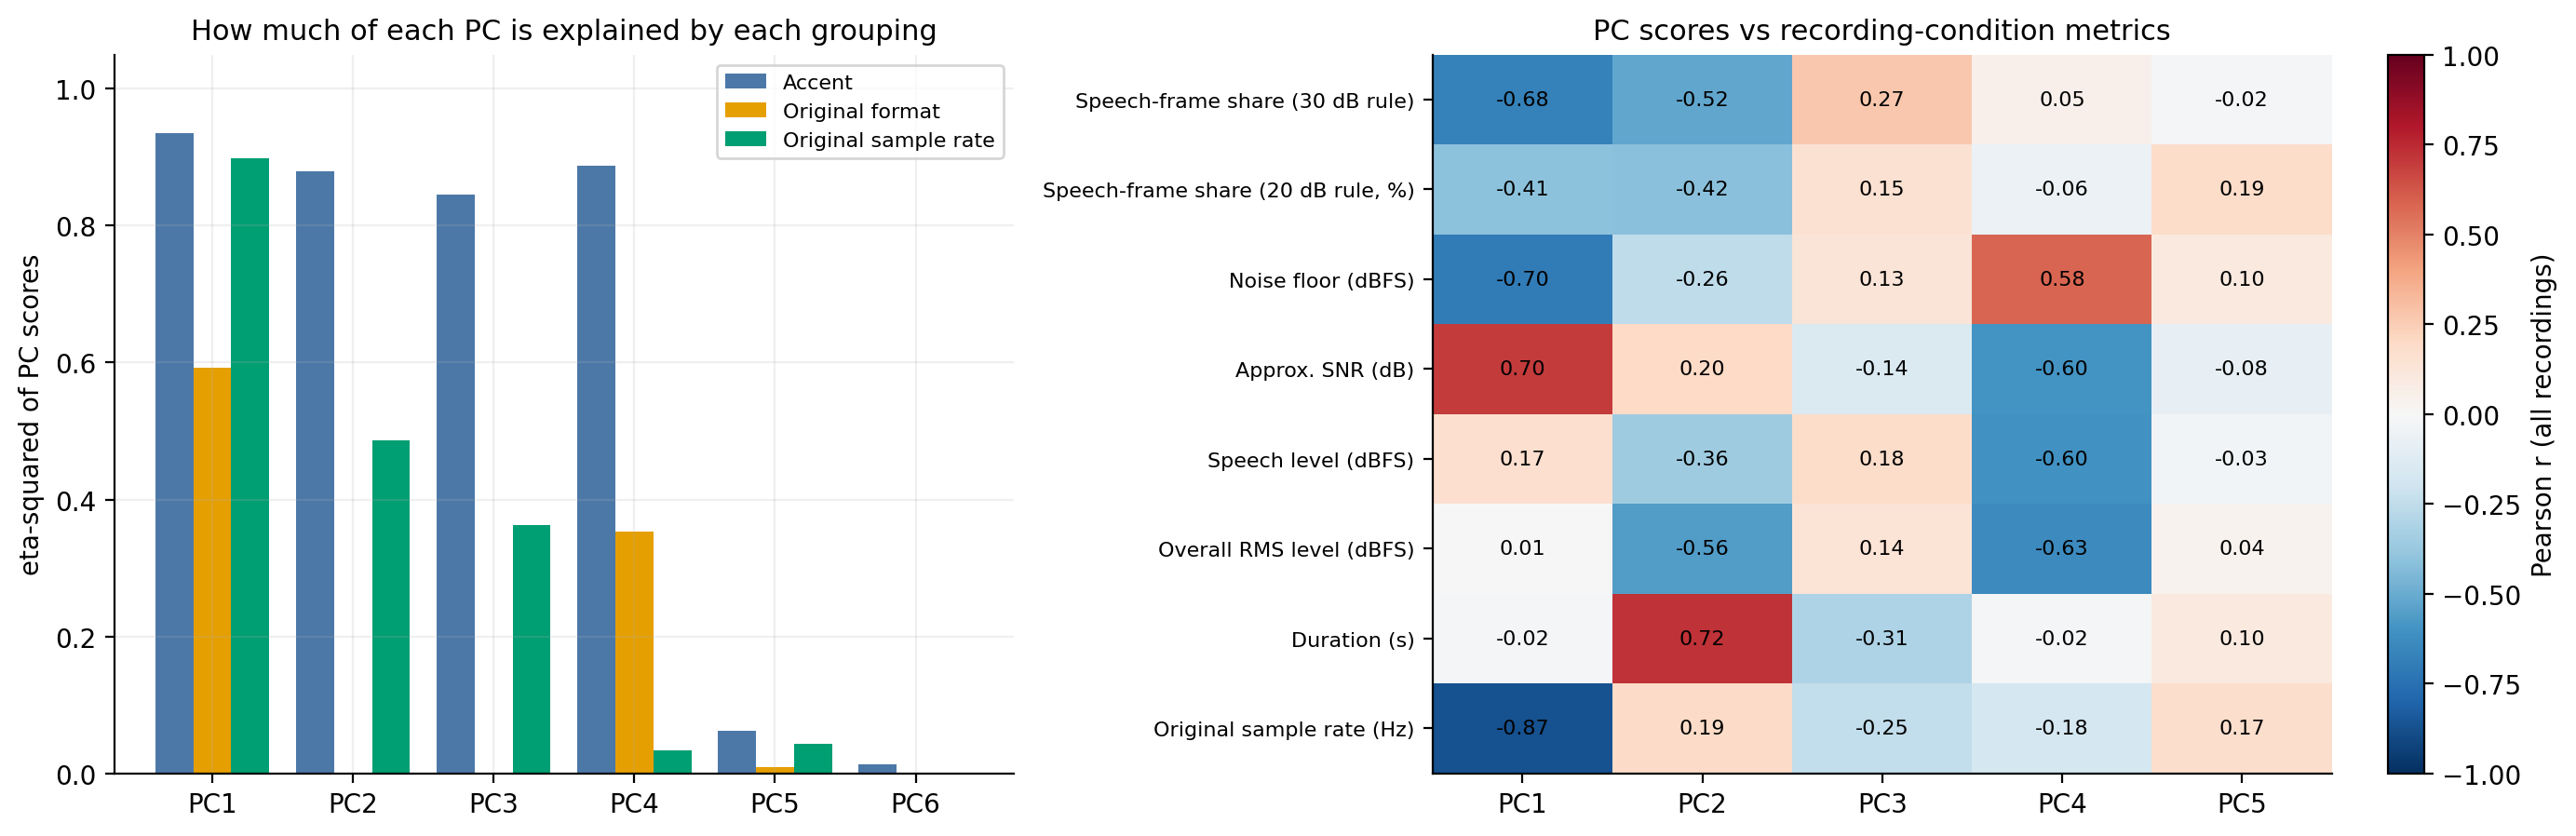 How much of each PC is explained by each grouping
eta-squared of PC scores
1.0
0.8
0.6
0.4
0.2
0.0
Accent
Original format
Original sample rate
PC1 PC2 PC3 PC4 PC5 PC6
PC scores vs recording-condition metrics
Speech-frame share (30 dB rule) -0.68 -0.52 0.27 0.05 -0.02
Speech-frame share (20 dB rule, %) -0.41 -0.42 0.15 -0.06 0.19
Noise floor (dBFS) -0.70 -0.26 0.13 0.58 0.10
Approx. SNR (dB) 0.70 0.20 -0.14 -0.60 -0.08
Speech level (dBFS) 0.17 -0.36 0.18 -0.60 -0.03
Overall RMS level (dBFS) 0.01 -0.56 0.14 -0.63 0.04
Duration (s) -0.02 0.72 -0.31 -0.02 0.10
Original sample rate (Hz) -0.87 0.19 -0.25 -0.18 0.17
PC1 PC2 PC3 PC4 PC5
1.00
0.75
0.50
0.25
0.00
−0.25
−0.50
−0.75
−1.00
Pearson r (all recordings)